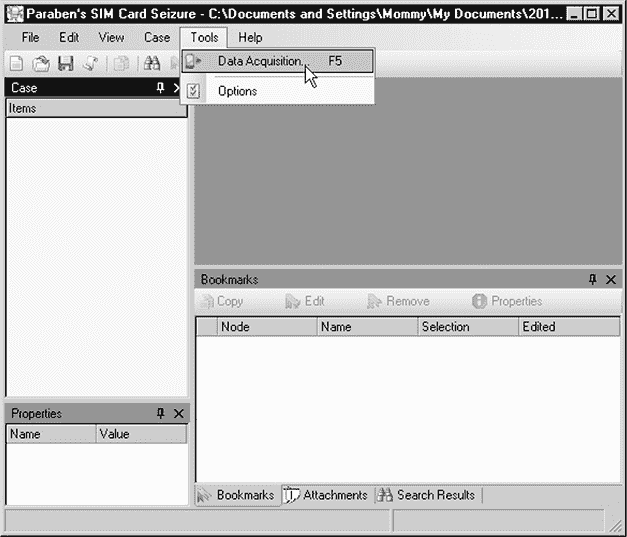 Paraben's SIM Card Seizure - C:\Documents and Settings\Mommy\My Documents\201...
File Edit View Case Tools Help
Data Acquisition... F5
Options
Case
Items
Bookmarks
Copy Edit Remove Properties
Node Name Selection Edited
Properties
Name Value
Bookmarks Attachments Search Results